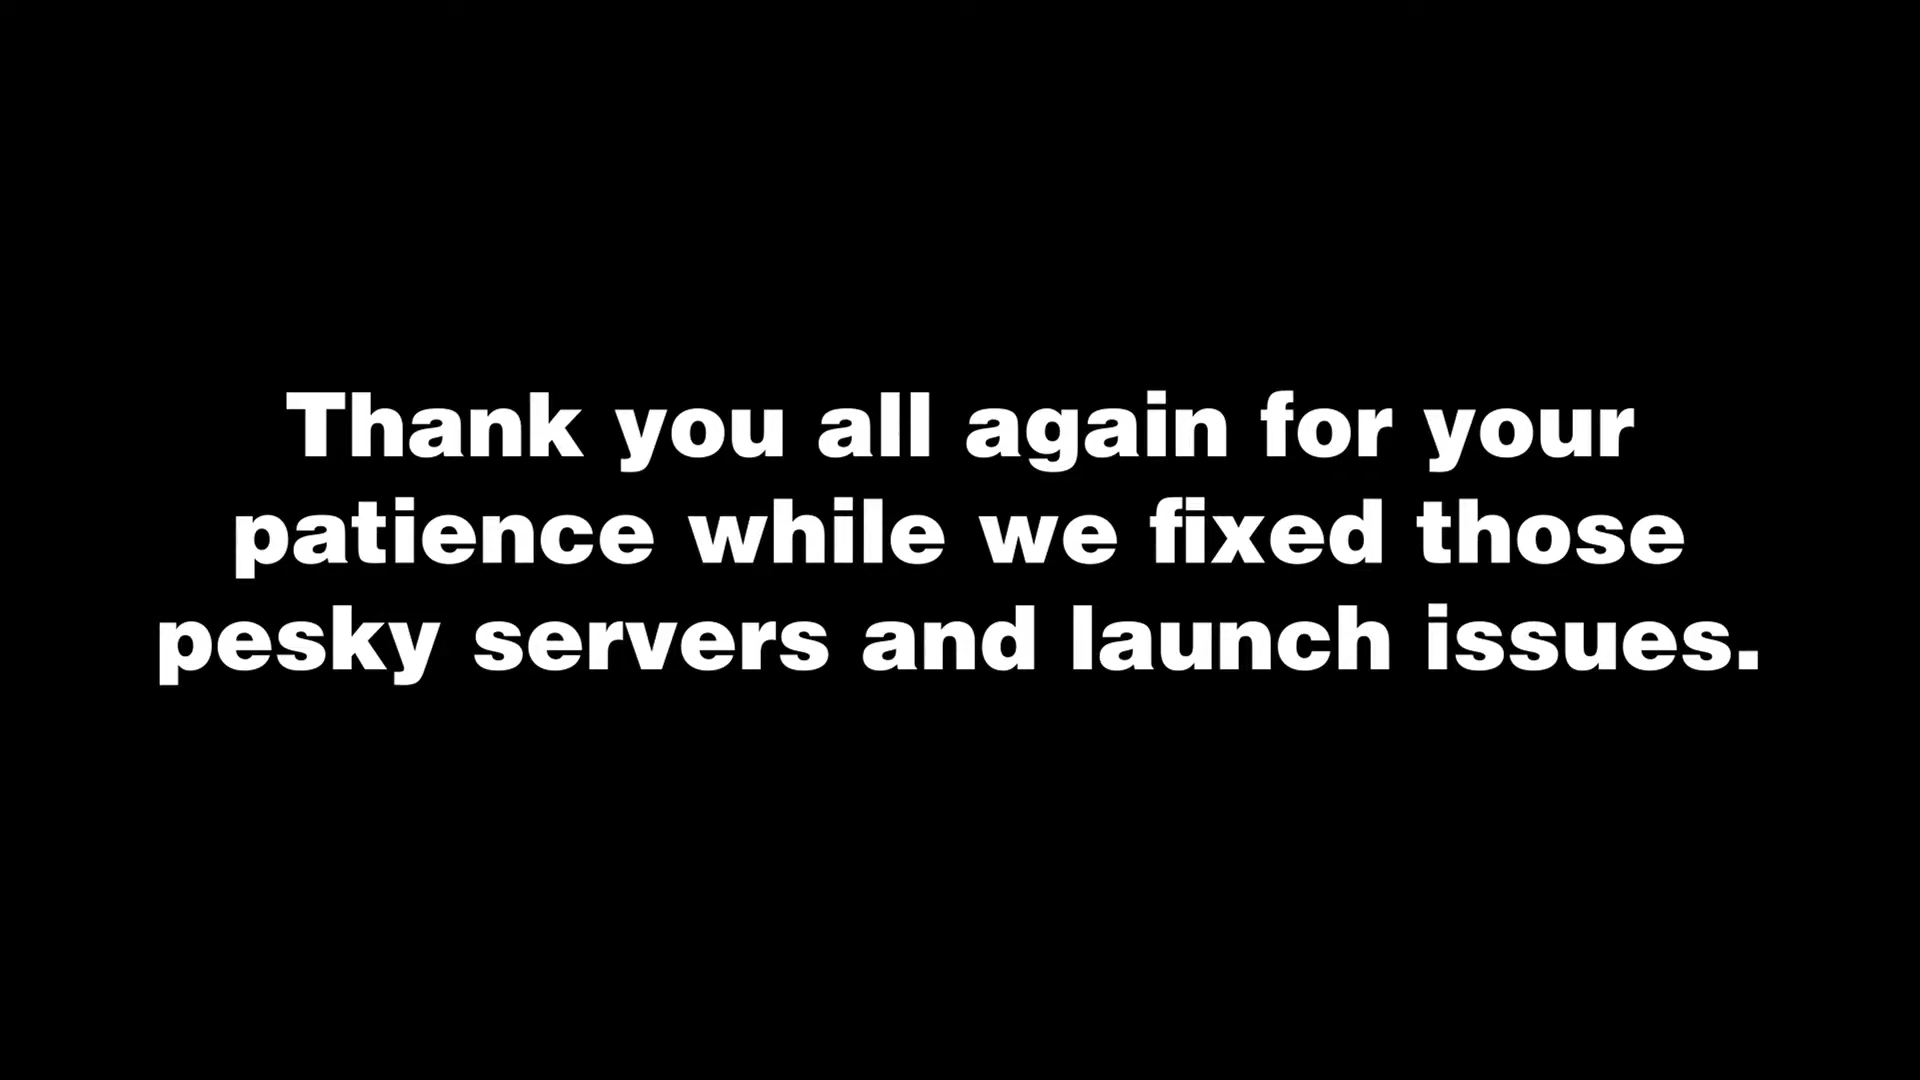 Thank you all again for your
patience while we fixed those
pesky servers and launch issues.